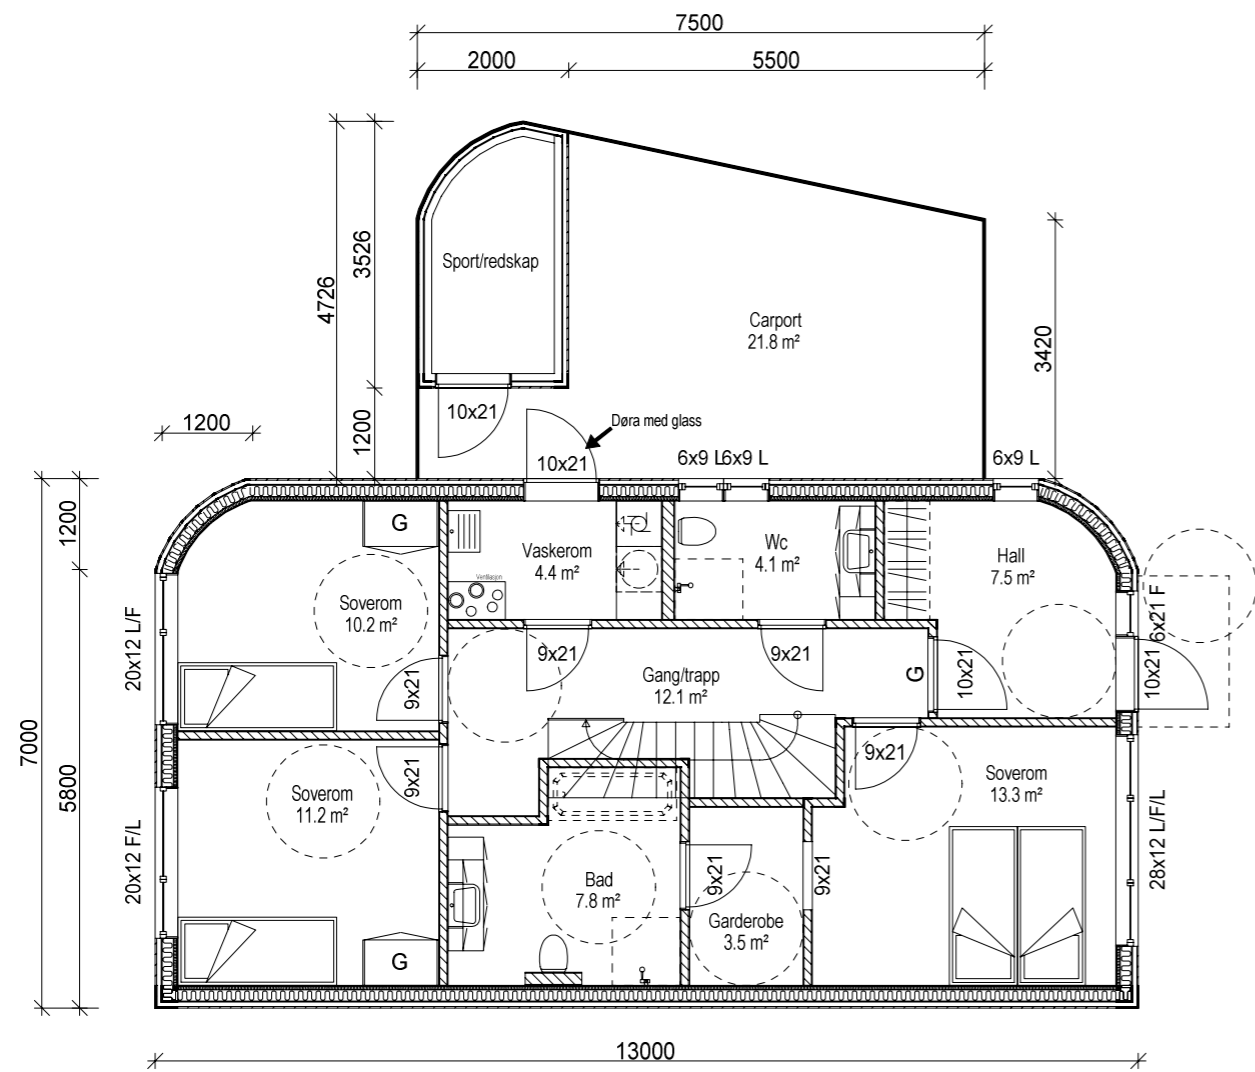 7500
2000
5500
4726
3526
Sport/redskap
Carport
21.8 m²
3420
1200
1200
10x21
Døra med glass
10x21
6x9 L
6x9 L
6x9 L
7000
1200
5800
G
Vaskerom
4.4 m²
Ventilasjon
Wc
4.1 m²
Hall
7.5 m²
Soverom
10.2 m²
20x12 L/F
9x21
9x21
9x21
Gang/trapp
12.1 m²
G
10x21
6x21 F
10x21
9x21
Soverom
11.2 m²
9x21
Soverom
13.3 m²
20x12 F/L
Bad
7.8 m²
9x21
Garderobe
3.5 m²
9x21
28x12 L/F/L
G
13000